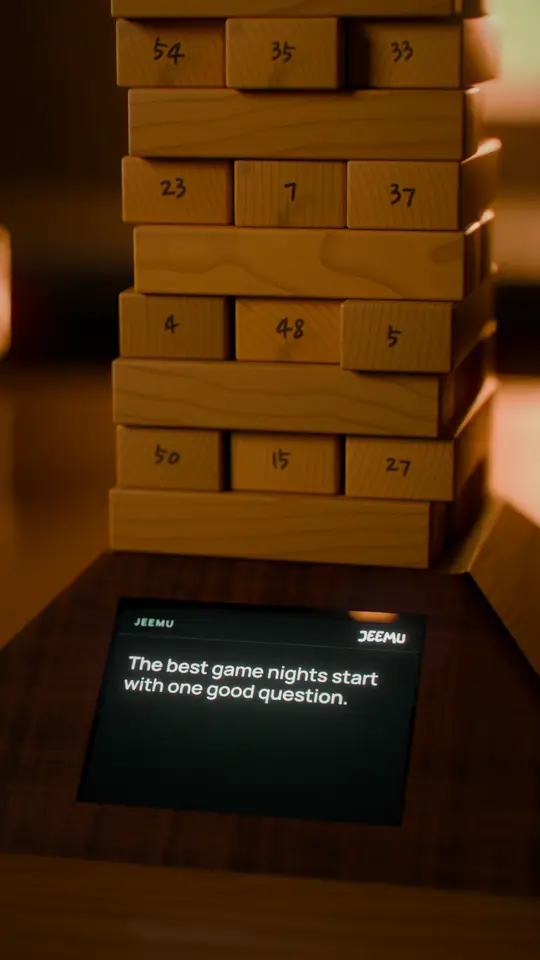 54 35 33
23 7 37
4 48 5
50 15 27
JEEMU JEEMU
The best game nights start
with one good question.